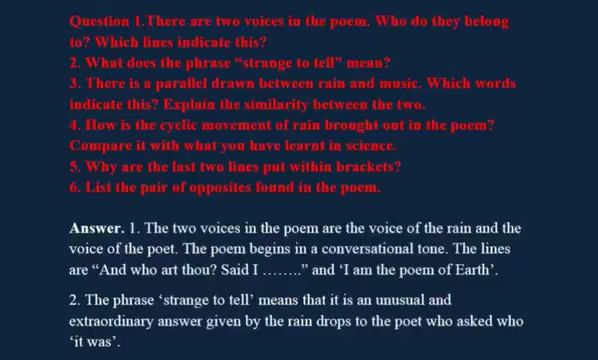 Question 1.There are two voices in the poem. Who do they belong
to? Which lines indicate this?
2. What does the phrase “strange to tell” mean?
3. There is a parallel drawn between rain and music. Which words
indicate this? Explain the similarity between the two.
4. How is the cyclic movement of rain brought out in the poem?
Compare it with what you have learnt in science.
5. Why are the last two lines put within brackets?
6. List the pair of opposites found in the poem.
Answer. 1. The two voices in the poem are the voice of the rain and the
voice of the poet. The poem begins in a conversational tone. The lines
are “And who art thou? Said I ……..” and ‘I am the poem of Earth’.
2. The phrase ‘strange to tell’ means that it is an unusual and
extraordinary answer given by the rain drops to the poet who asked who
‘it was’.